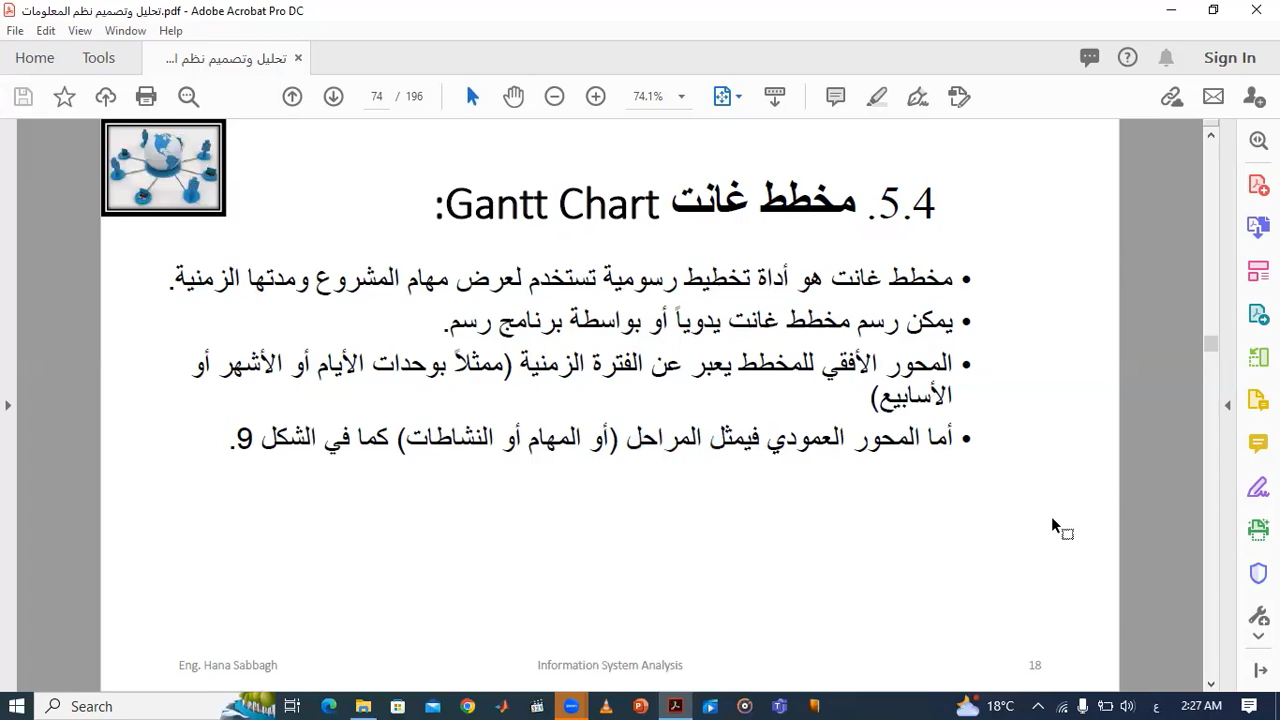 تحليل وتصميم نظم المعلومات.pdf - Adobe Acrobat Pro DC
File Edit View Window Help
Home Tools تحليل وتصميم نظم ا... × Sign In
74 / 196 74.1%
5.4. مخطط غانت Gantt Chart:
• مخطط غانت هو أداة تخطيط رسومية تستخدم لعرض مهام المشروع ومدتها الزمنية.
• يمكن رسم مخطط غانت يدوياً أو بواسطة برنامج رسم.
• المحور الأفقي للمخطط يعبر عن الفترة الزمنية (ممثلاً بوحدات الأيام أو الأشهر أو
الأسابيع)
• أما المحور العمودي فيمثل المراحل (أو المهام أو النشاطات) كما في الشكل 9.
Eng. Hana Sabbagh Information System Analysis 18
Search 18°C ع 2:27 AM